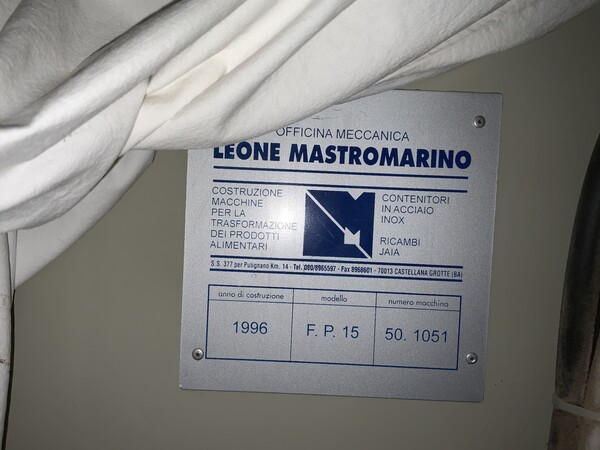 OFFICINA MECCANICA
LEONE MASTROMARINO
COSTRUZIONE
MACCHINE
PER LA
TRASFORMAZIONE
DEI PRODOTTI
ALIMENTARI
CONTENITORI
IN ACCIAIO
INOX
RICAMBI
JAIA
S.S. 377 per Putignano Km. 14 - Tel. 080/8965597 - Fax 8968601 - 70013 CASTELLANA GROTTE (BA)
anno di costruzione
modello
numero macchina
1996
F. P. 15
50. 1051